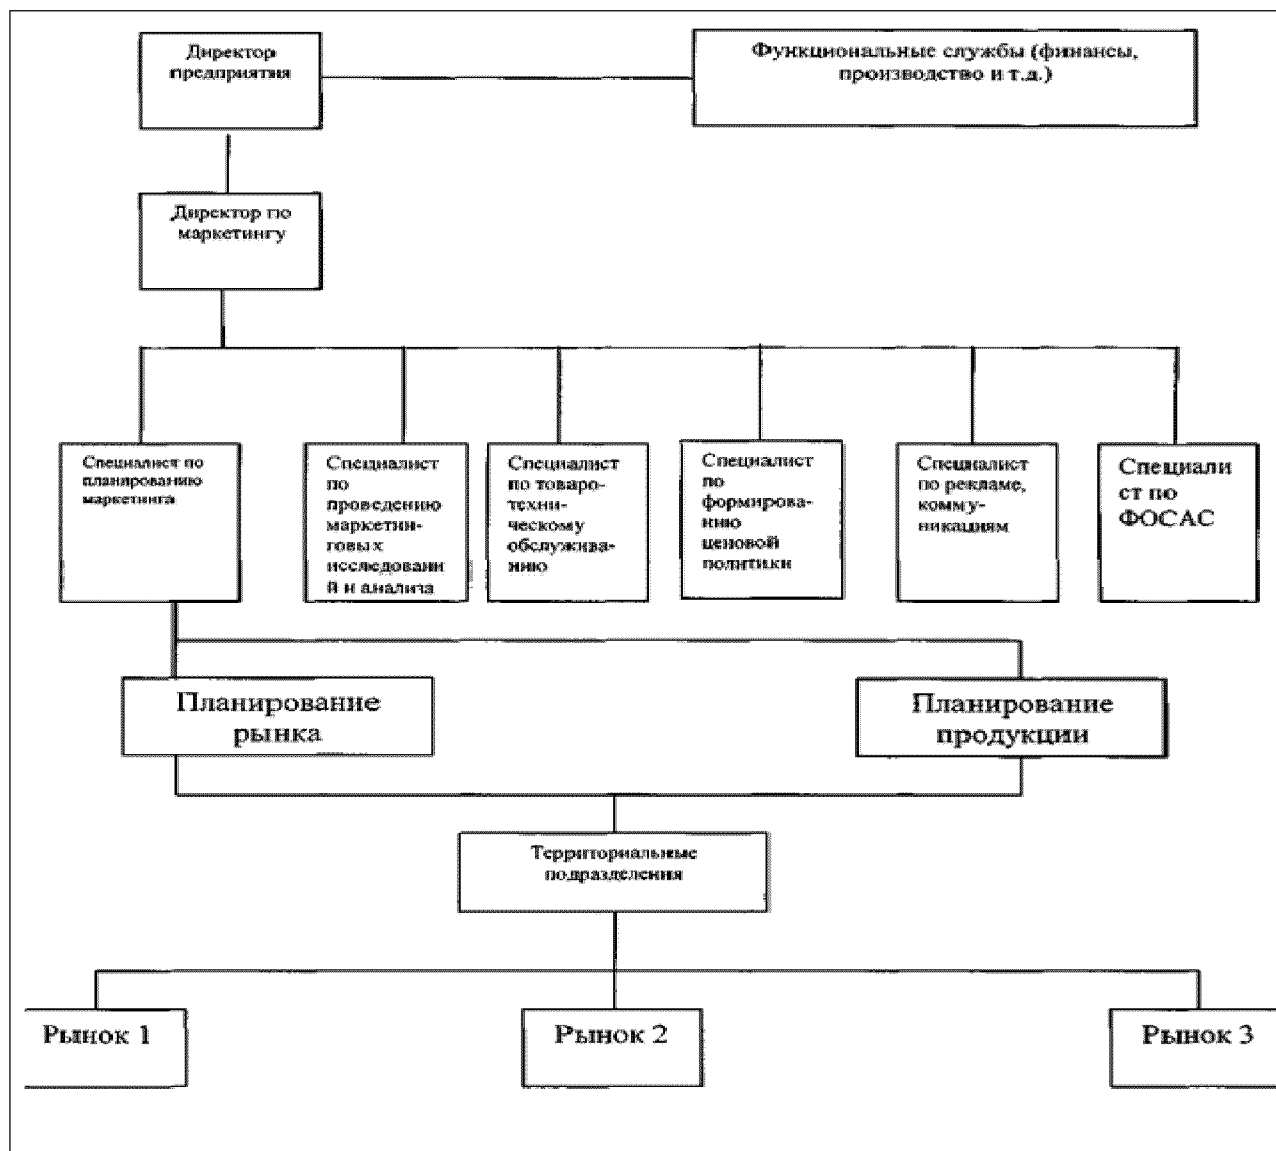 Директор
предприятия
Функциональные службы (финансы,
производство и т.д.)
Директор по
маркетингу
Специалист по
планированию
маркетинга
Специалист
по
проведению
маркетин-
говых
исследовани
й и анализа
Специалист
по товаро-
техни-
ческому
обслужива-
нию
Специалист
по
формирова-
нию
ценовой
политики
Специалист
по рекламе,
комму-
никациям
Специали
ст по
ФОСАС
Планирование
рынка
Планирование
продукции
Территориальные
подразделения
Рынок 1
Рынок 2
Рынок 3